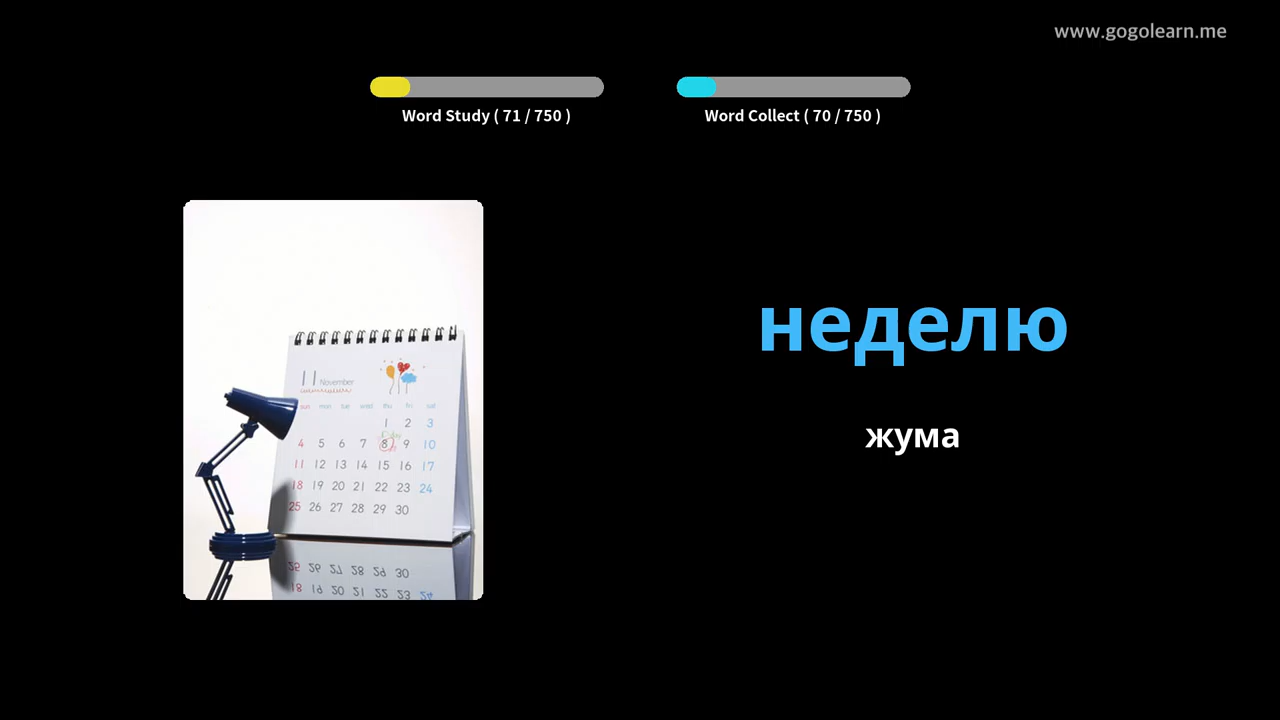 www.gogolearn.me
Word Study ( 71 / 750 )
Word Collect ( 70 / 750 )
неделю
жума
11 November
sun mon tue wed thu fri sat
1 2 3
4 5 6 7 8 9 10
11 12 13 14 15 16 17
18 19 20 21 22 23 24
25 26 27 28 29 30